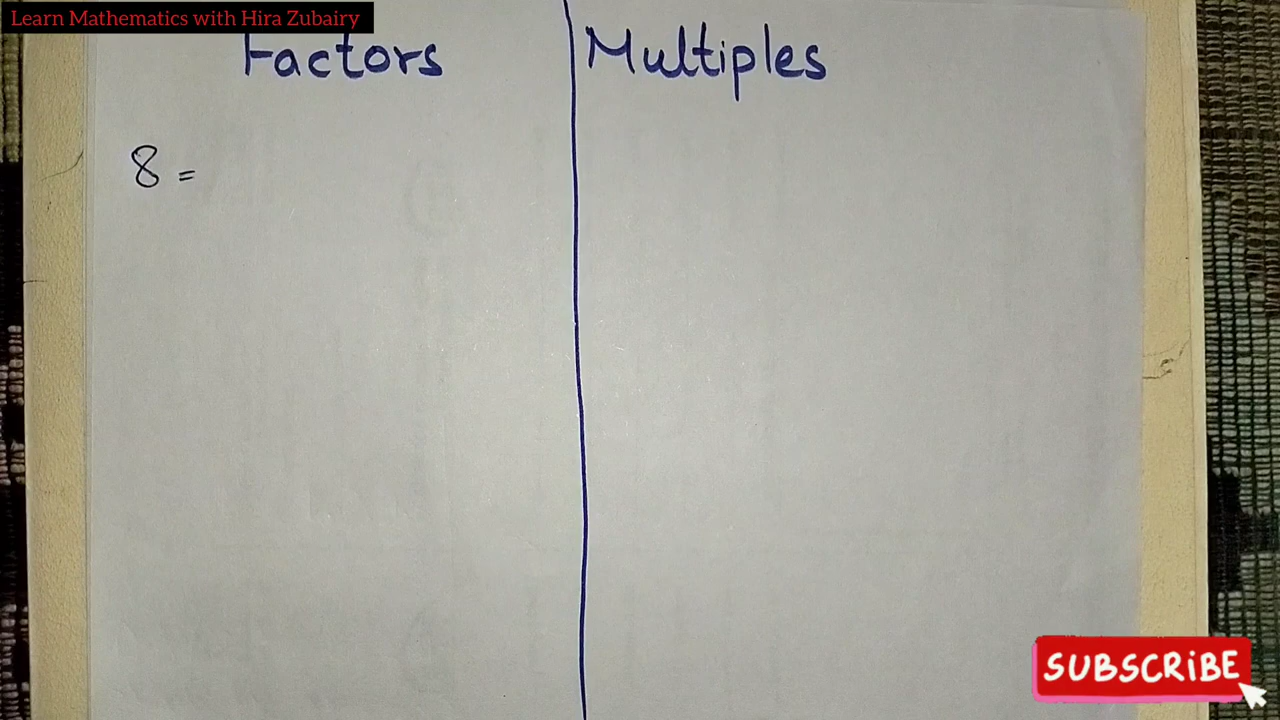 Learn Mathematics with Hira Zubairy
Factors
Multiples
8 =
SUBSCRiBE